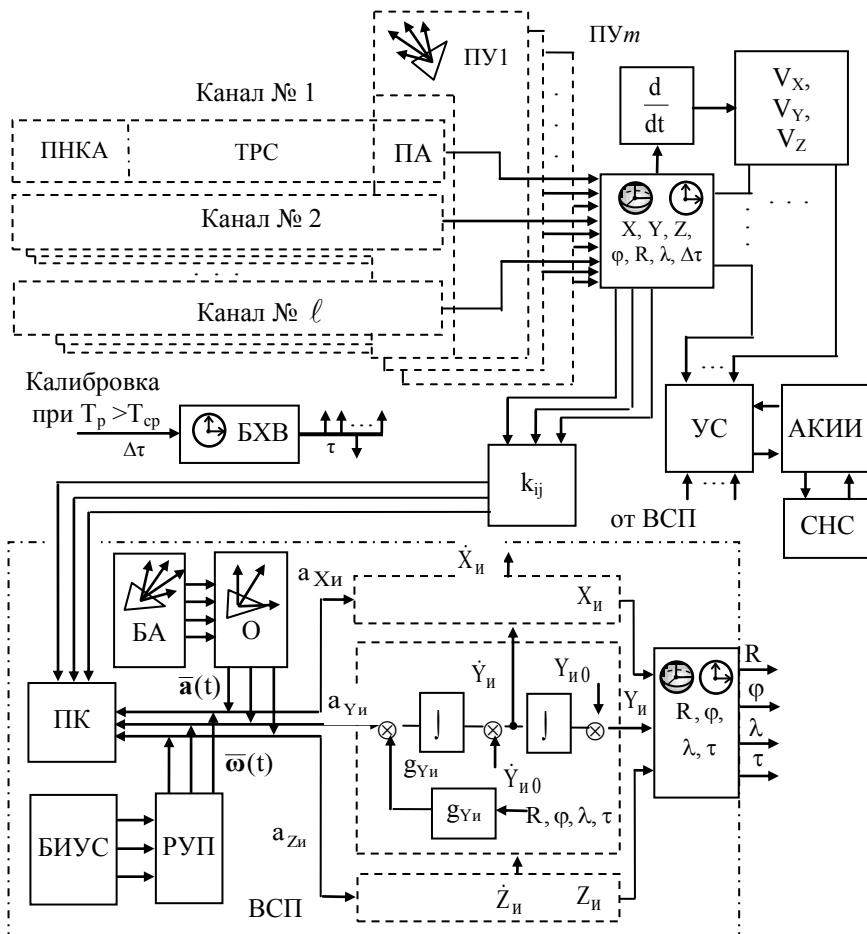 ПУm
ПУ1
d
dt
V_X,
V_Y,
V_Z
Канал № 1
ПНКА
ТРС
ПА
. . .
Канал № 2
X, Y, Z,
φ, R, λ, Δτ
. . . .
. . .
Канал № ℓ
Калибровка
при T_р >T_ср
Δτ
БХВ
...
τ
...
УС
АКИИ
...
k_ij
от ВСП
СНС
БА
О
a_Xи
Ẋ_и
X_и
ā(t)
ПК
a_Yи
∫
Ẏ_и
∫
Y_и0
Y_и
R, φ,
λ, τ
R
φ
λ
τ
ω̄(t)
g_Yи
Ẏ_и0
g_Yи
R, φ, λ, τ
БИУС
РУП
a_Zи
ВСП
Ż_и
Z_и